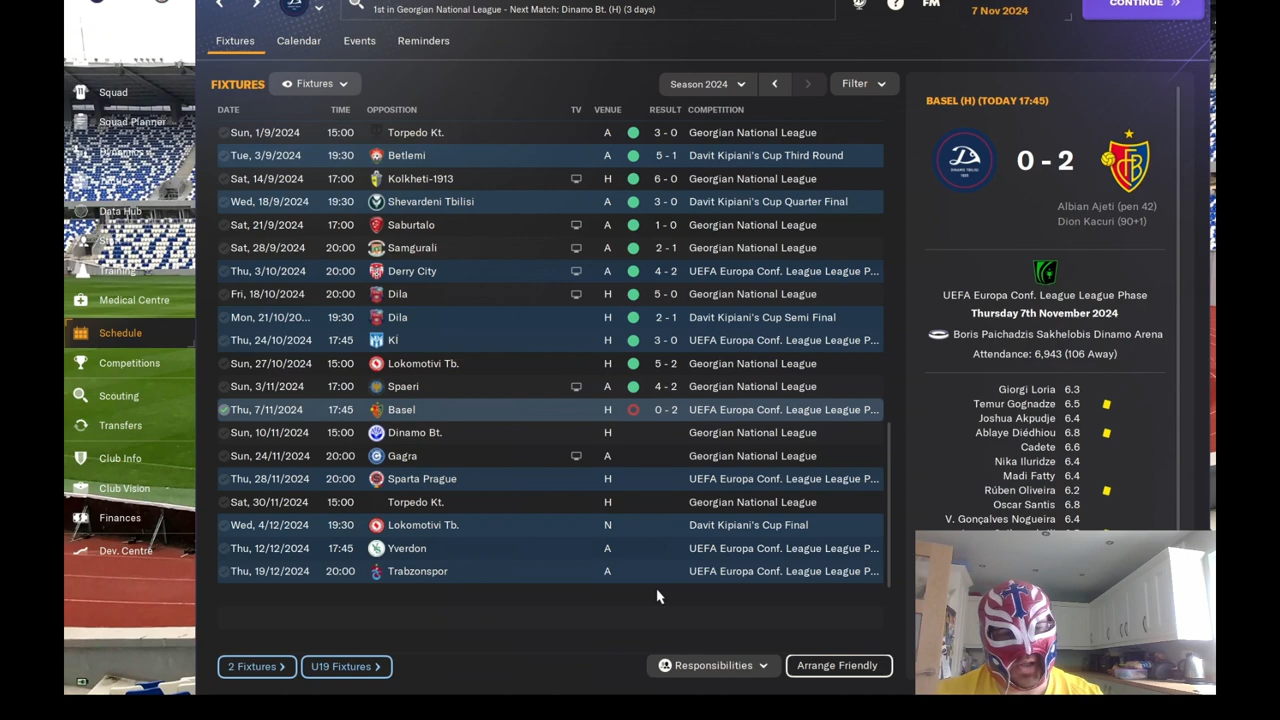 1st in Georgian National League - Next Match: Dinamo Bt. (H) (3 days)
FM
7 Nov 2024
CONTINUE
Fixtures Calendar Events Reminders
FIXTURES Fixtures Season 2024 Filter
DATE TIME OPPOSITION TV VENUE RESULT COMPETITION
Sun, 1/9/2024 15:00 Torpedo Kt. A 3 - 0 Georgian National League
Tue, 3/9/2024 19:30 Betlemi A 5 - 1 Davit Kipiani's Cup Third Round
Sat, 14/9/2024 17:00 Kolkheti-1913 H 6 - 0 Georgian National League
Wed, 18/9/2024 19:30 Shevardeni Tbilisi A 3 - 0 Davit Kipiani's Cup Quarter Final
Sat, 21/9/2024 17:00 Saburtalo A 1 - 0 Georgian National League
Sat, 28/9/2024 20:00 Samgurali A 2 - 1 Georgian National League
Thu, 3/10/2024 20:00 Derry City A 4 - 2 UEFA Europa Conf. League League P...
Fri, 18/10/2024 20:00 Dila H 5 - 0 Georgian National League
Mon, 21/10/20... 19:30 Dila H 2 - 1 Davit Kipiani's Cup Semi Final
Thu, 24/10/2024 17:45 Kí H 3 - 0 UEFA Europa Conf. League League P...
Sun, 27/10/2024 15:00 Lokomotivi Tb. H 5 - 2 Georgian National League
Sun, 3/11/2024 17:00 Spaeri A 4 - 2 Georgian National League
Thu, 7/11/2024 17:45 Basel H 0 - 2 UEFA Europa Conf. League League P...
Sun, 10/11/2024 15:00 Dinamo Bt. H Georgian National League
Sun, 24/11/2024 20:00 Gagra A Georgian National League
Thu, 28/11/2024 20:00 Sparta Prague H UEFA Europa Conf. League League P...
Sat, 30/11/2024 15:00 Torpedo Kt. H Georgian National League
Wed, 4/12/2024 19:30 Lokomotivi Tb. N Davit Kipiani's Cup Final
Thu, 12/12/2024 17:45 Yverdon A UEFA Europa Conf. League League P...
Thu, 19/12/2024 20:00 Trabzonspor A UEFA Europa Conf. League League P...
2 Fixtures U19 Fixtures Responsibilities Arrange Friendly
Squad
Squad Planner
Dynamics
Data Hub
Training
Medical Centre
Schedule
Competitions
Scouting
Transfers
Club Info
Club Vision
Finances
Dev. Centre
BASEL (H) (TODAY 17:45)
0 - 2
Albian Ajeti (pen 42)
Dion Kacuri (90+1)
UEFA Europa Conf. League League Phase
Thursday 7th November 2024
Boris Paichadzis Sakhelobis Dinamo Arena
Attendance: 6,943 (106 Away)
Giorgi Loria 6.3
Temur Gognadze 6.5
Joshua Akpudje 6.4
Ablaye Diédhiou 6.8
Cadete 6.6
Nika Iluridze 6.4
Madi Fatty 6.4
Rúben Oliveira 6.2
Oscar Santis 6.8
V. Gonçalves Nogueira 6.4